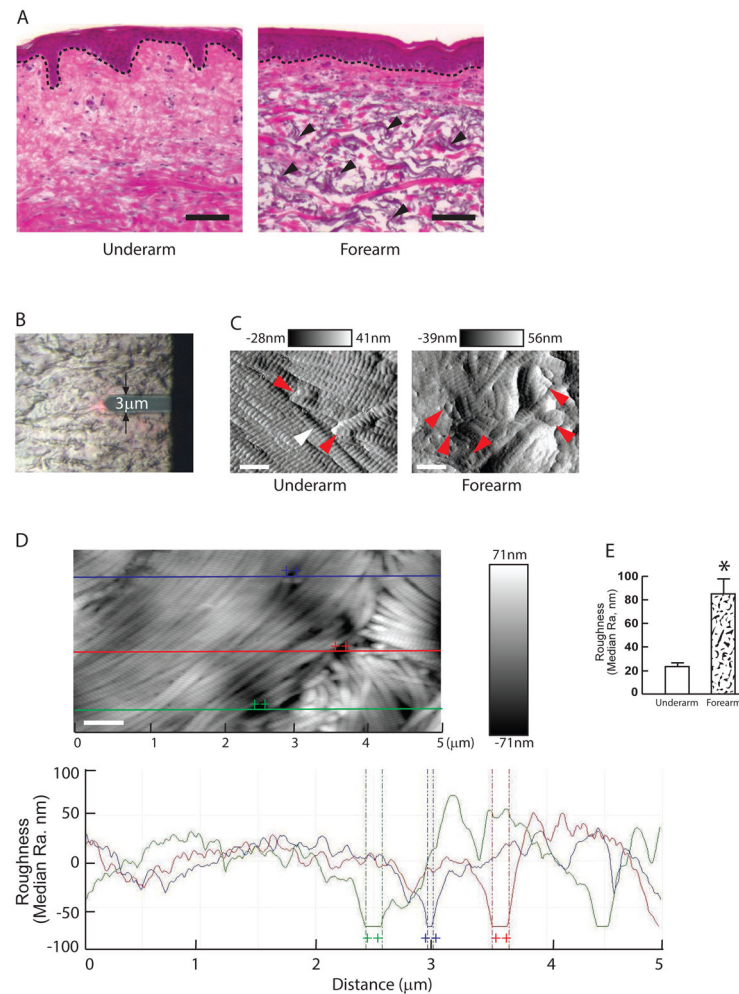 A
Underarm
Forearm
B
3μm
C
-28nm 41nm
-39nm 56nm
Underarm
Forearm
D
0 1 2 3 4 5 (μm)
71nm
-71nm
E
Roughness
(Median Ra, nm)
100
80
60
40
20
0
*
Underarm Forearm
Roughness
(Median Ra. nm)
100
50
0
-50
-100
0 1 2 3 4 5
Distance (μm)